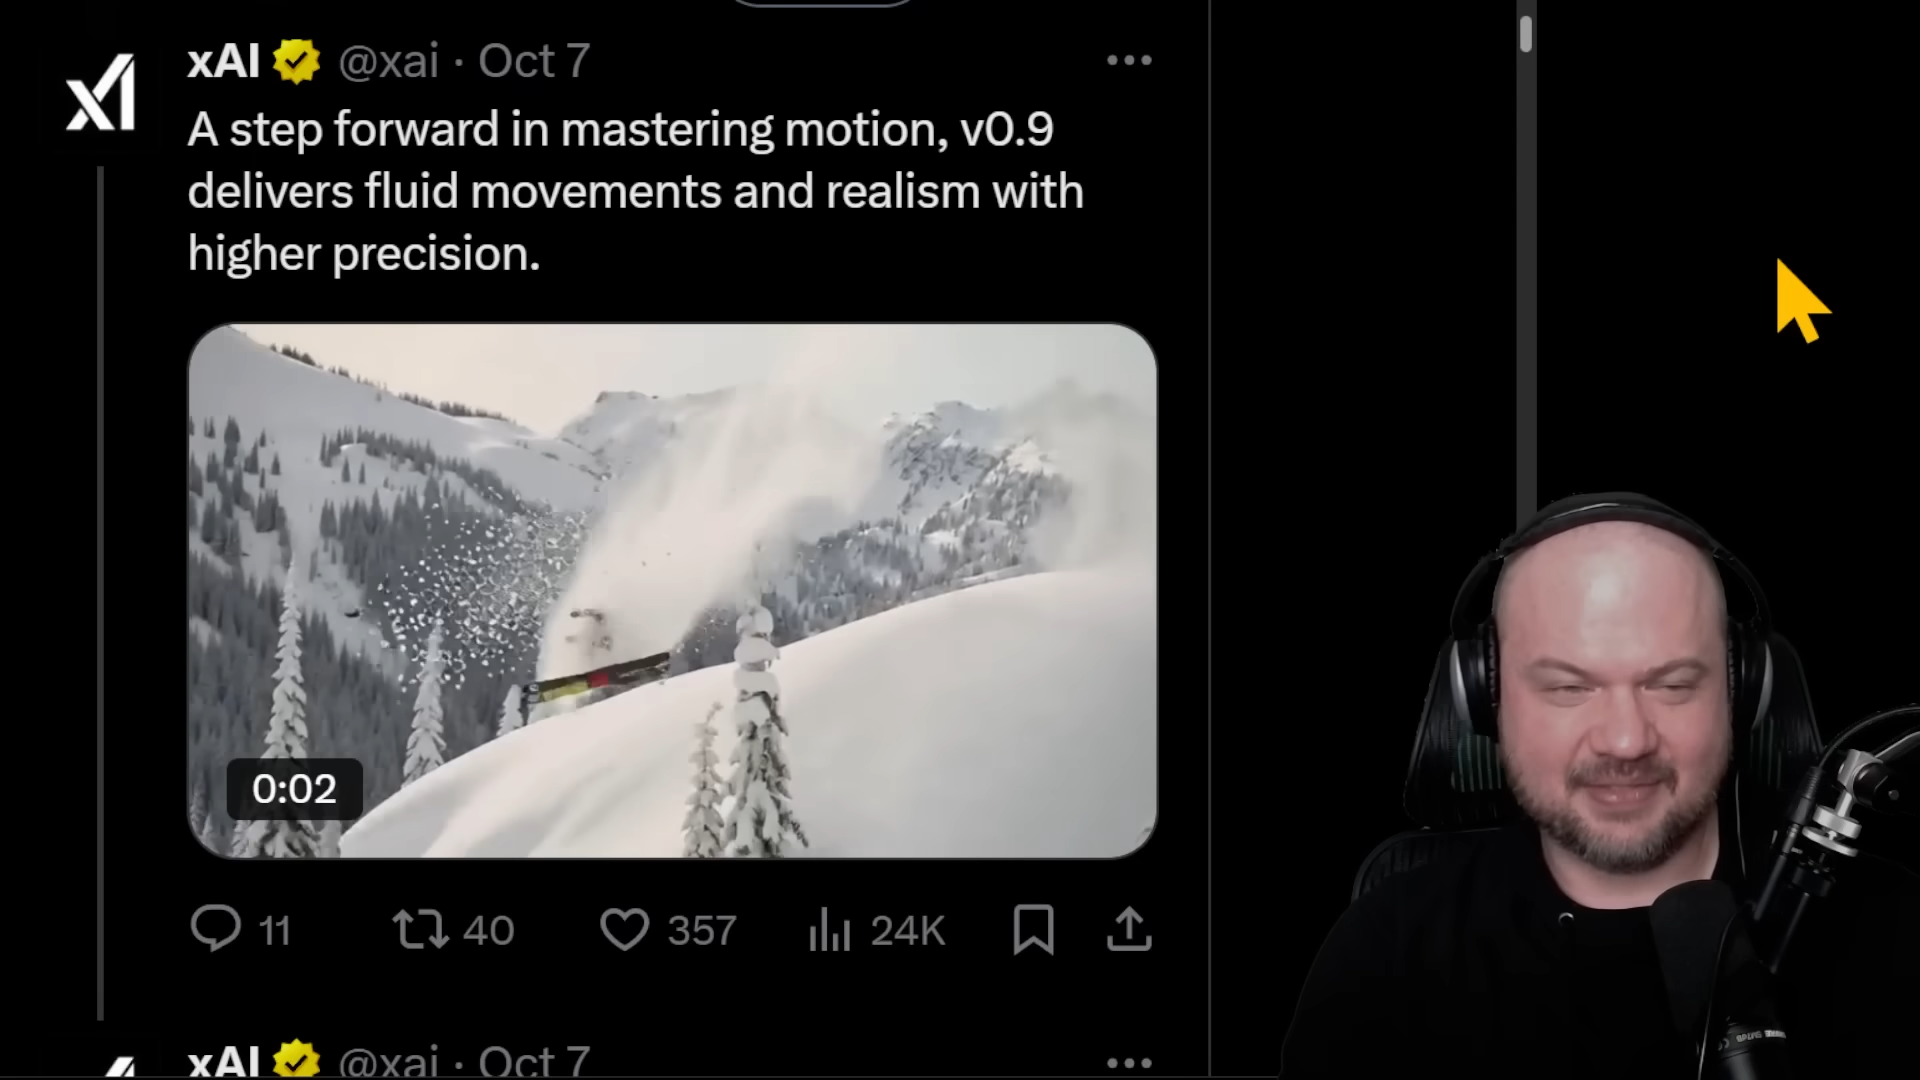 xAI @xai · Oct 7
A step forward in mastering motion, v0.9
delivers fluid movements and realism with
higher precision.
0:02
11 40 357 24K
xAI @xai · Oct 7